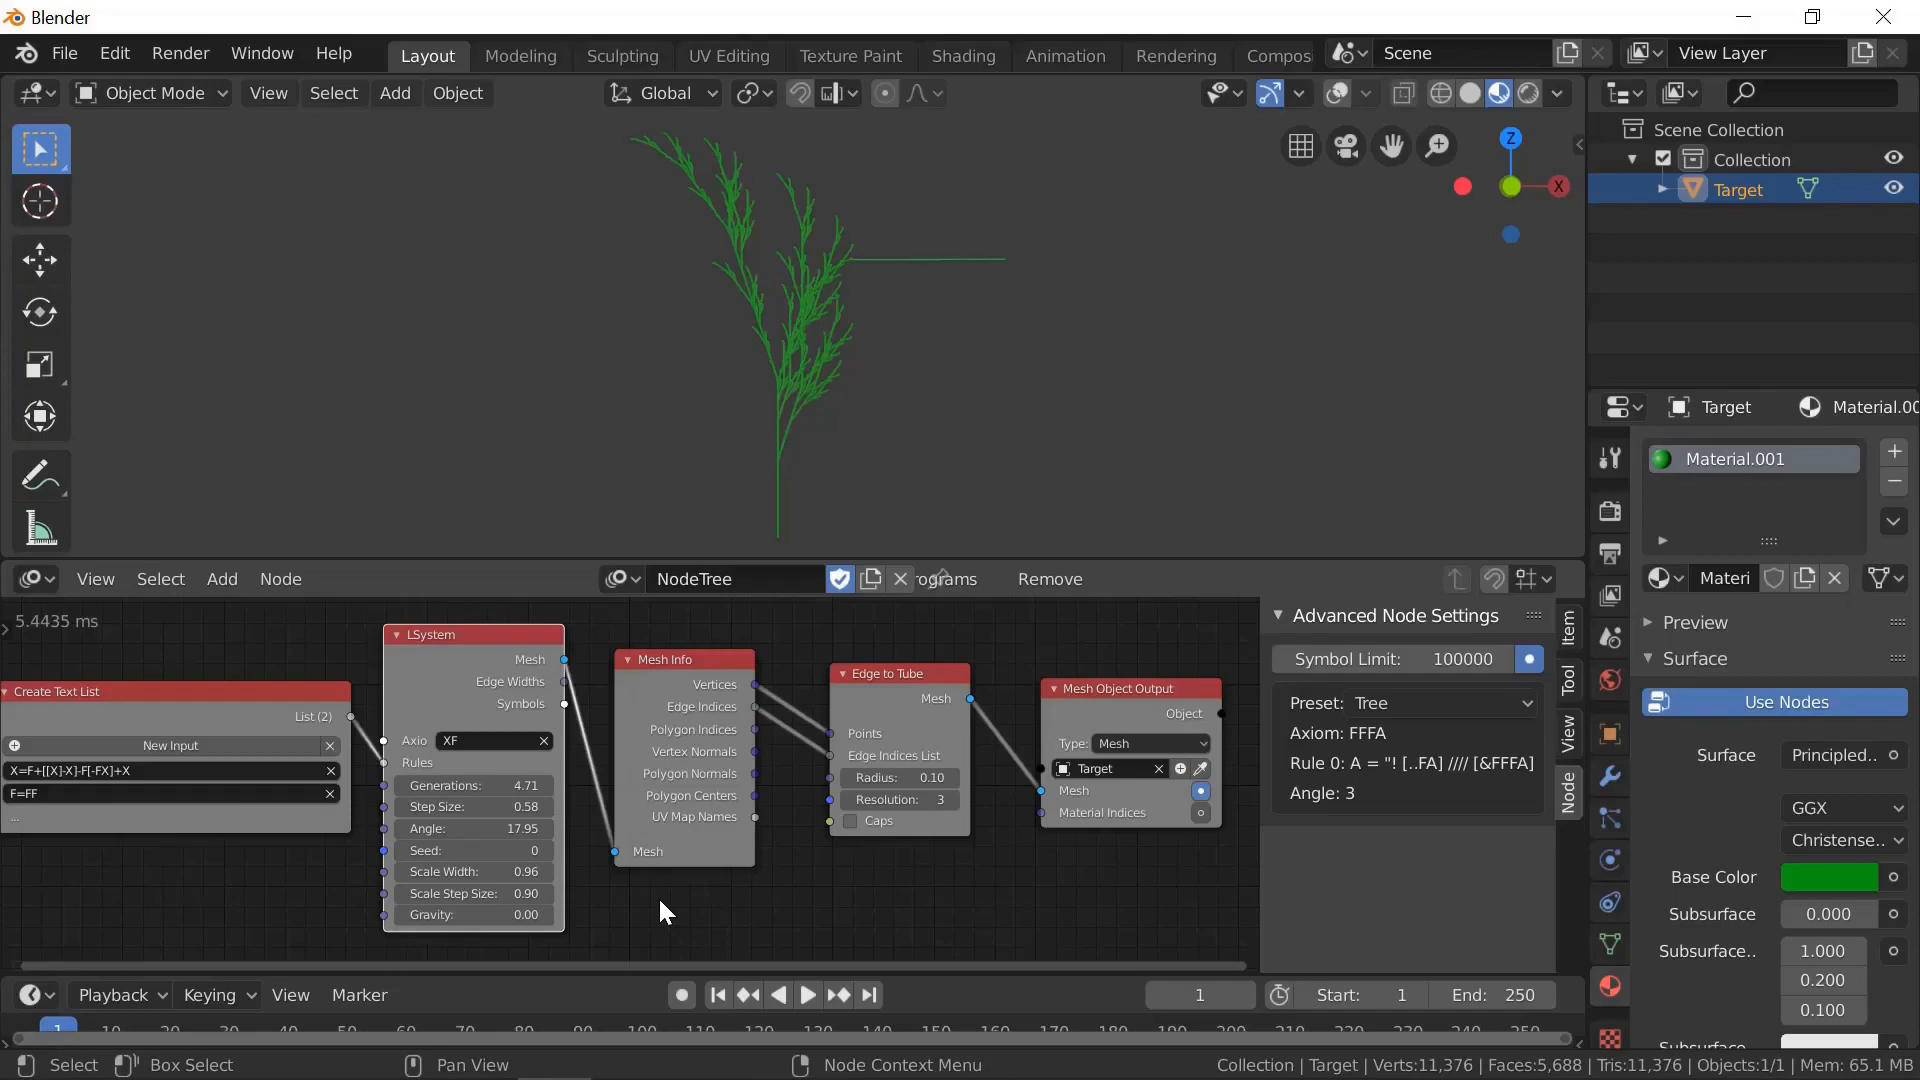 Blender
File Edit Render Window Help Layout Modeling Sculpting UV Editing Texture Paint Shading Animation Rendering Compos Scene View Layer
Object Mode View Select Add Object Global
Z
X
Scene Collection
Collection
Target
Target Material.00
Material.001
Materi
Preview
Surface
Use Nodes
Surface Principled..
GGX
Christense..
Base Color
Subsurface 0.000
Subsurface.. 1.000
0.200
0.100
View Select Add Node NodeTree rograms Remove
5.4435 ms
Create Text List
List (2)
New Input
X=F+[[X]-X]-F[-FX]+X
F=FF
...
LSystem
Mesh
Edge Widths
Symbols
Axio XF
Rules
Generations: 4.71
Step Size: 0.58
Angle: 17.95
Seed: 0
Scale Width: 0.96
Scale Step Size: 0.90
Gravity: 0.00
Mesh Info
Vertices
Edge Indices
Polygon Indices
Vertex Normals
Polygon Normals
Polygon Centers
UV Map Names
Mesh
Edge to Tube
Mesh
Points
Edge Indices List
Radius: 0.10
Resolution: 3
Caps
Mesh Object Output
Object
Type: Mesh
Target
Mesh
Material Indices
Advanced Node Settings
Symbol Limit: 100000
Preset: Tree
Axiom: FFFA
Rule 0: A = "! [..FA] //// [&FFFA]
Angle: 3
Item
Tool
View
Node
Playback Keying View Marker 1 Start: 1 End: 250
1
Select Box Select Pan View Node Context Menu Collection | Target | Verts:11,376 | Faces:5,688 | Tris:11,376 | Objects:1/1 | Mem: 65.1 MB